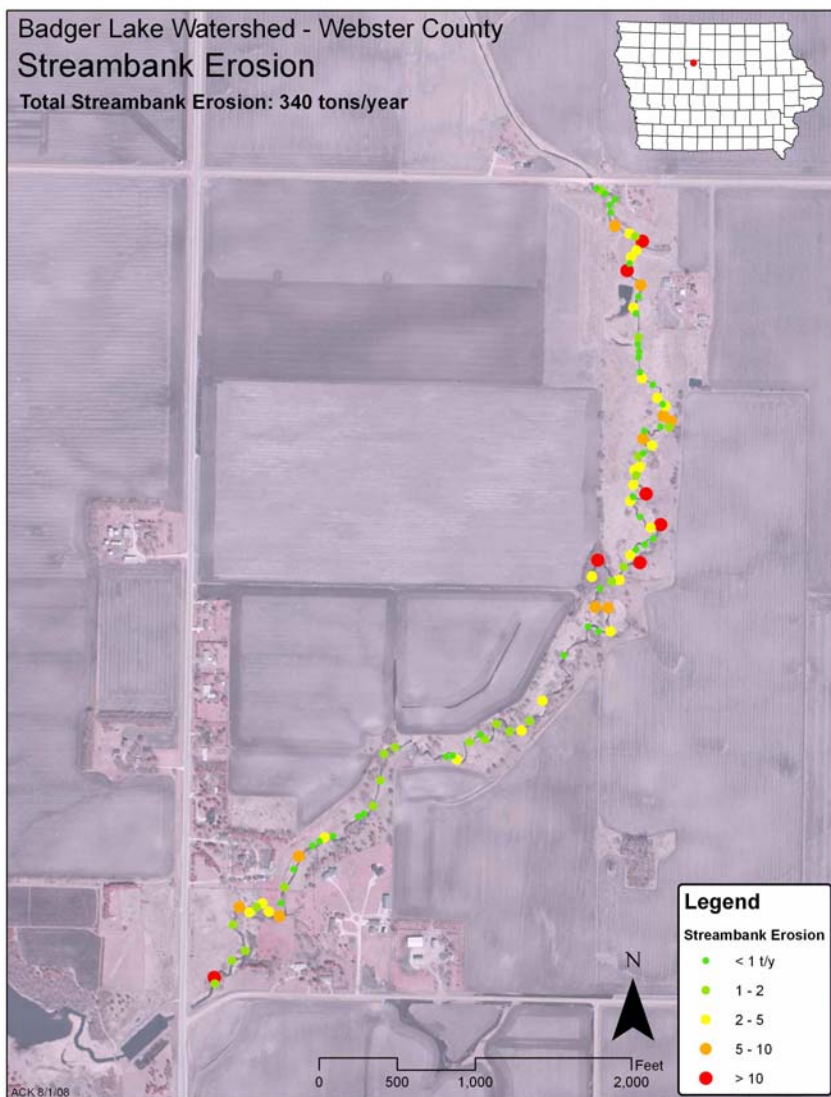 Badger Lake Watershed - Webster County
Streambank Erosion
Total Streambank Erosion: 340 tons/year
Legend
Streambank Erosion
< 1 t/y
1 - 2
2 - 5
5 - 10
> 10
N
Feet
0 500 1,000 2,000
ACK 8/1/08